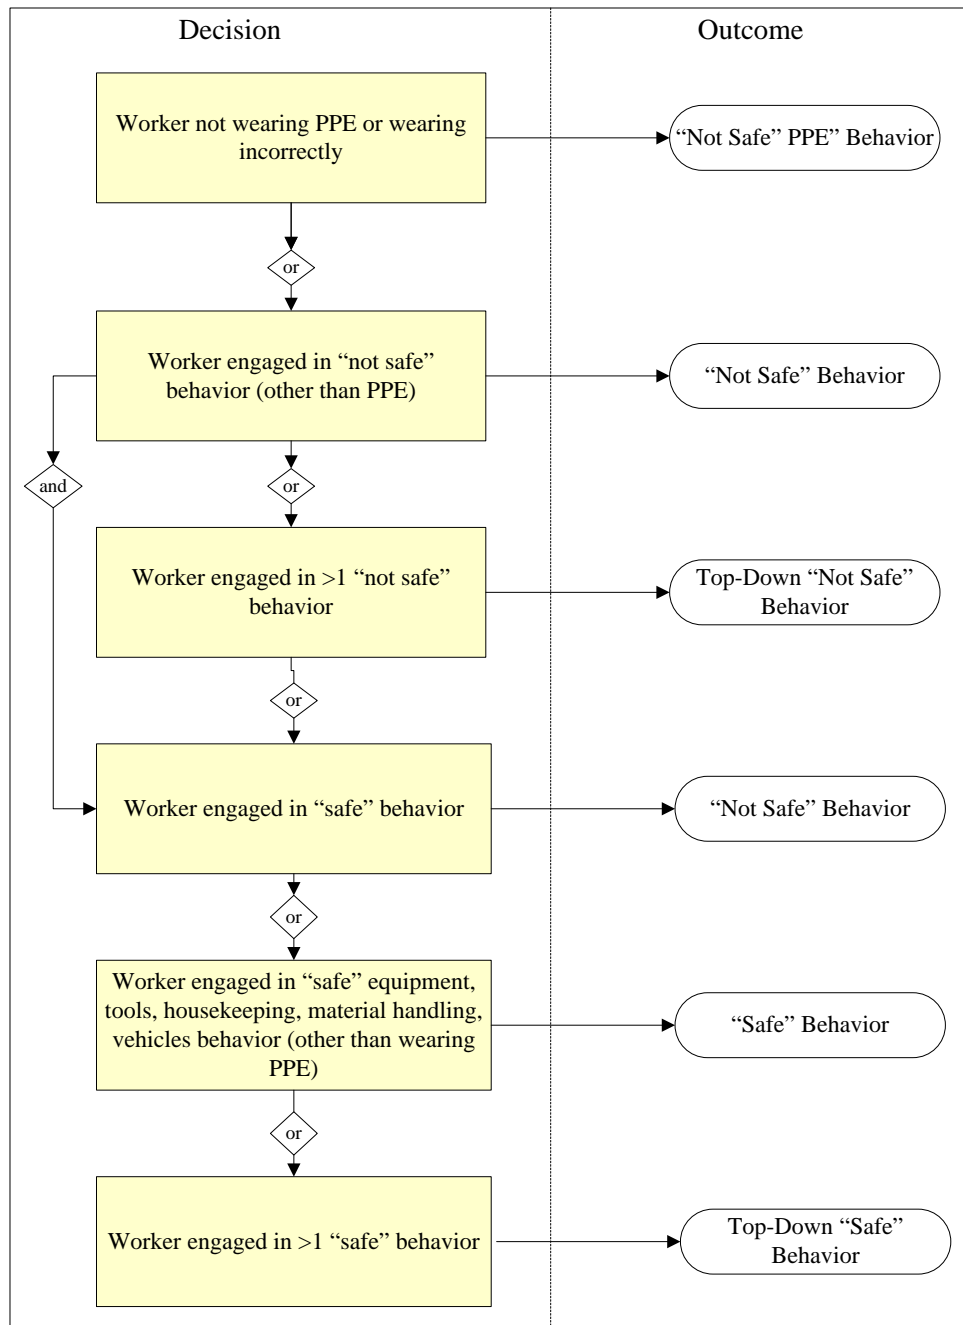 Decision
Outcome
Worker not wearing PPE or wearing
incorrectly
“Not Safe” PPE” Behavior
or
Worker engaged in “not safe”
behavior (other than PPE)
“Not Safe” Behavior
and
or
Worker engaged in >1 “not safe”
behavior
Top-Down “Not Safe”
Behavior
or
Worker engaged in “safe” behavior
“Not Safe” Behavior
or
Worker engaged in “safe” equipment,
tools, housekeeping, material handling,
vehicles behavior (other than wearing
PPE)
“Safe” Behavior
or
Worker engaged in >1 “safe” behavior
Top-Down “Safe”
Behavior